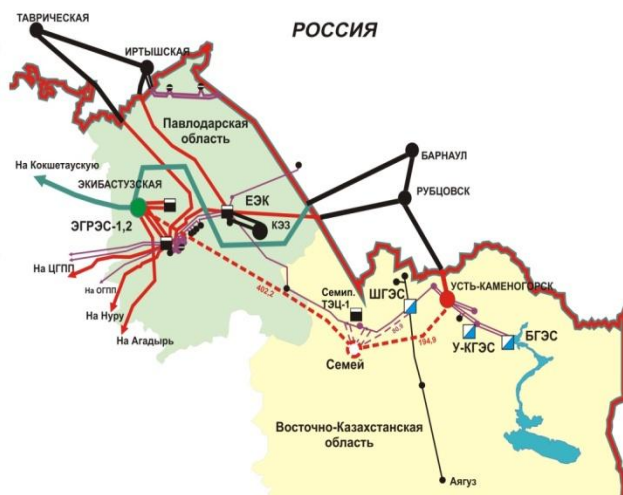 ТАВРИЧЕСКАЯ
РОССИЯ
ИРТЫШСКАЯ
Павлодарская
область
БАРНАУЛ
На Кокшетаускую
ЭКИБАСТУЗСКАЯ
РУБЦОВСК
ЕЭК
ЭГРЭС-1,2
КЭЗ
На ЦГПП
На ОГПП
402,2
Семип.
ТЭЦ-1
ШГЭС
УСТЬ-КАМЕНОГОРСК
На Нуру
На Агадырь
194,9
У-КГЭС
БГЭС
Семей
Восточно-Казахстанская
область
Аягуз